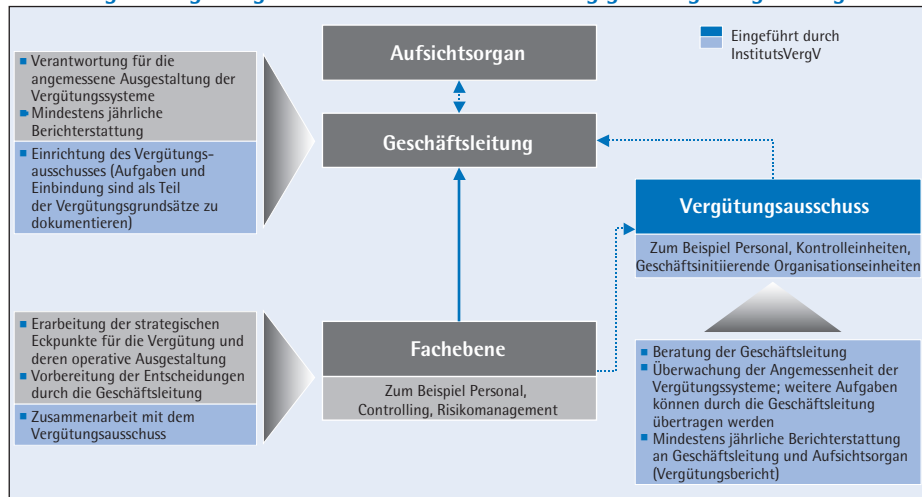 Eingeführt durch
InstitutsVergV
Aufsichtsorgan
Verantwortung für die
angemessene Ausgestaltung der
Vergütungssysteme
Mindestens jährliche
Berichterstattung
Einrichtung des Vergütungs-
ausschusses (Aufgaben und
Einbindung sind als Teil
der Vergütungsgrundsätze zu
dokumentieren)
Geschäftsleitung
Vergütungsausschuss
Zum Beispiel Personal, Kontrolleinheiten,
Geschäftsinitiierende Organisationseinheiten
Erarbeitung der strategischen
Eckpunkte für die Vergütung und
deren operative Ausgestaltung
Vorbereitung der Entscheidungen
durch die Geschäftsleitung
Zusammenarbeit mit dem
Vergütungsausschuss
Fachebene
Zum Beispiel Personal,
Controlling, Risikomanagement
Beratung der Geschäftsleitung
Überwachung der Angemessenheit der
Vergütungssysteme; weitere Aufgaben
können durch die Geschäftsleitung
übertragen werden
Mindestens jährliche Berichterstattung
an Geschäftsleitung und Aufsichtsorgan
(Vergütungsbericht)